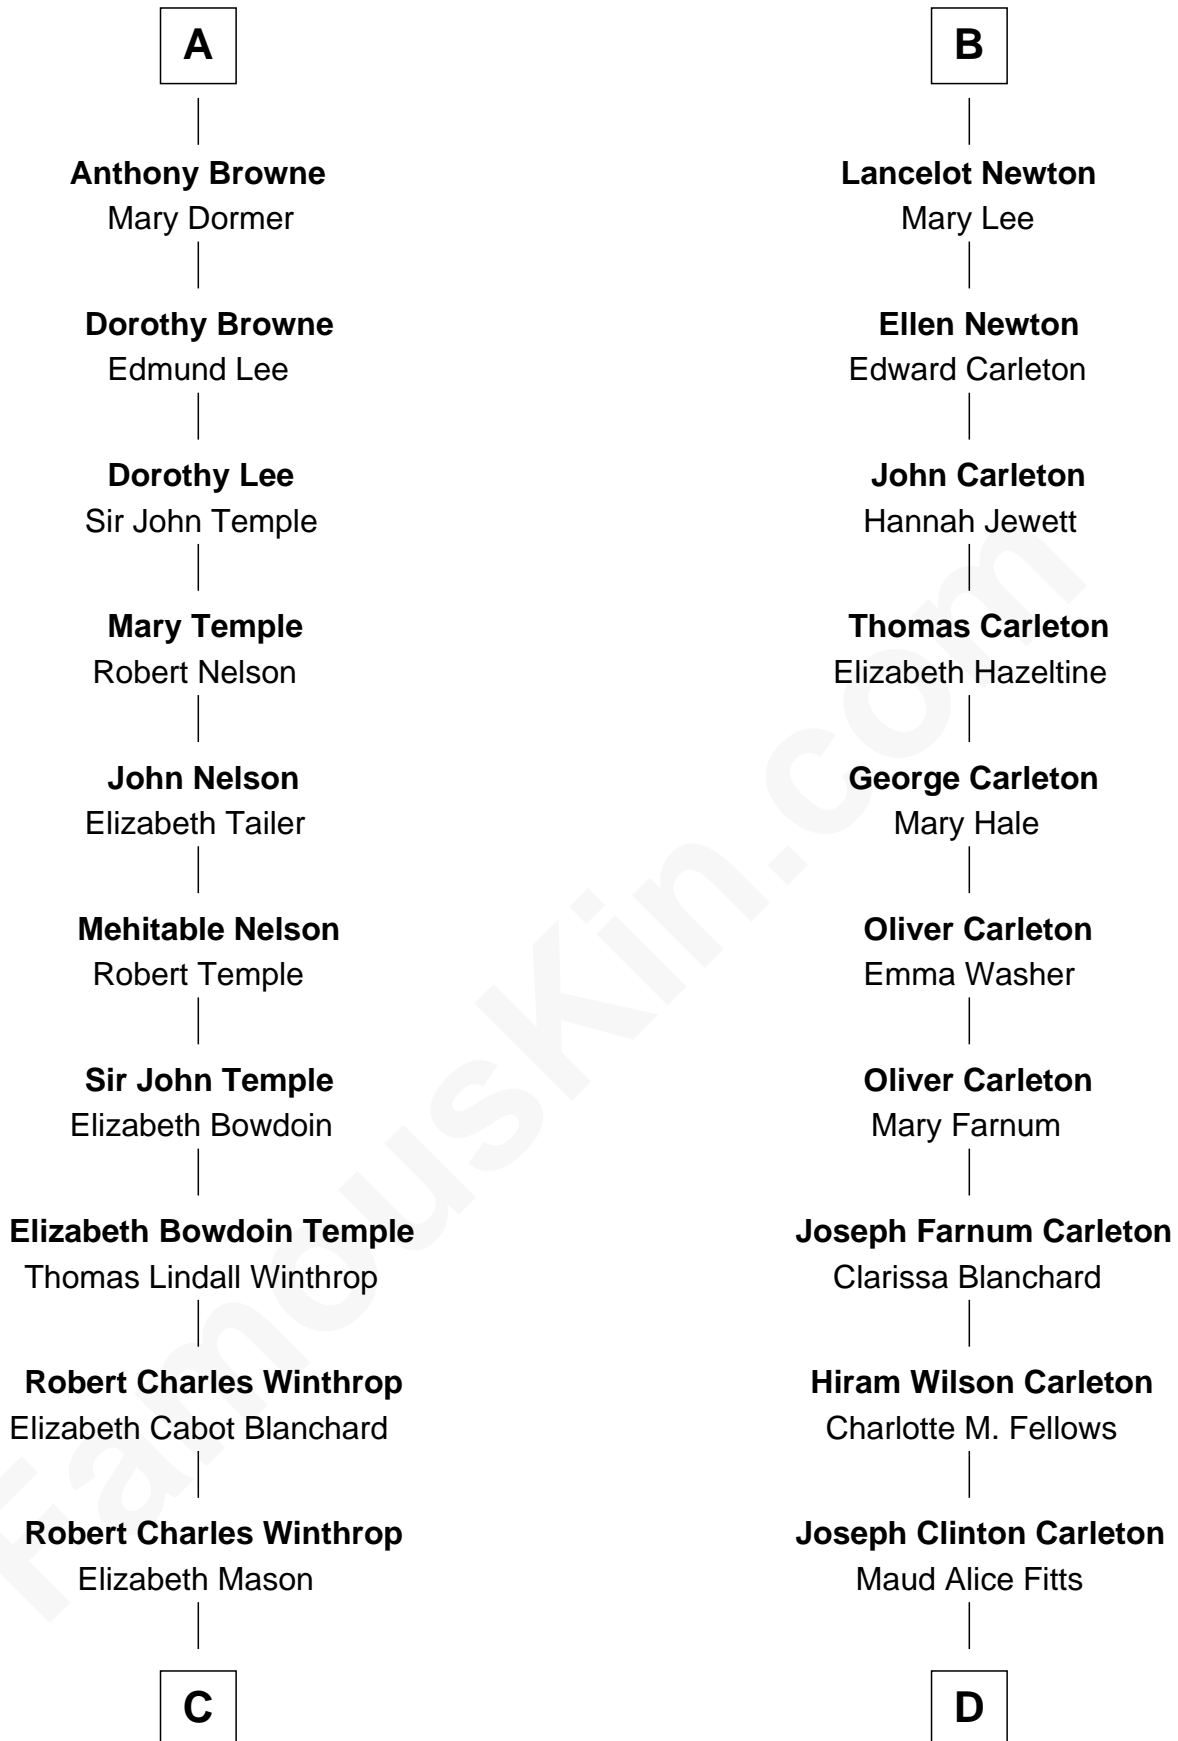 A
Anthony Browne
Mary Dormer
Dorothy Browne
Edmund Lee
Dorothy Lee
Sir John Temple
Mary Temple
Robert Nelson
John Nelson
Elizabeth Tailer
Mehitable Nelson
Robert Temple
Sir John Temple
Elizabeth Bowdoin
Elizabeth Bowdoin Temple
Thomas Lindall Winthrop
Robert Charles Winthrop
Elizabeth Cabot Blanchard
Robert Charles Winthrop
Elizabeth Mason
C
B
Lancelot Newton
Mary Lee
Ellen Newton
Edward Carleton
John Carleton
Hannah Jewett
Thomas Carleton
Elizabeth Hazeltine
George Carleton
Mary Hale
Oliver Carleton
Emma Washer
Oliver Carleton
Mary Farnum
Joseph Farnum Carleton
Clarissa Blanchard
Hiram Wilson Carleton
Charlotte M. Fellows
Joseph Clinton Carleton
Maud Alice Fitts
D
FamousKin.com